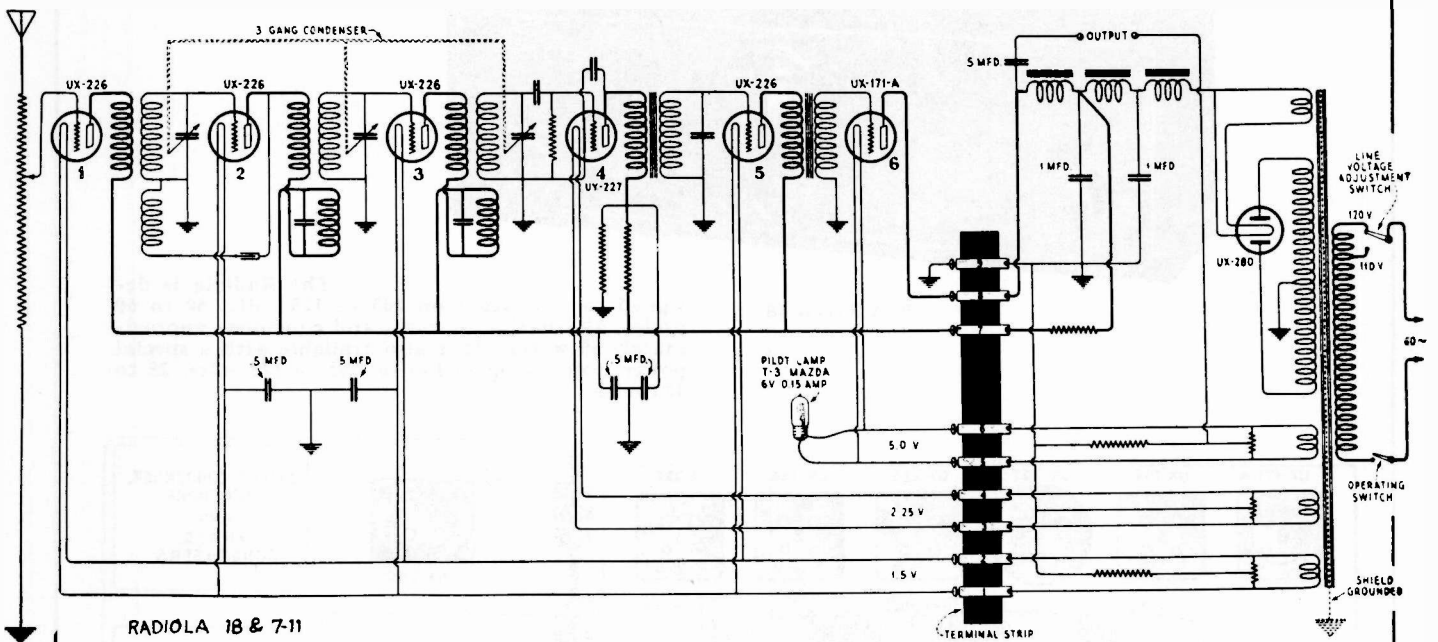 3 GANG CONDENSER
UX-226
1
UX-226
2
UX-226
3
4
UY-227
UX-226
5
UX-171-A
6
5 MFD.
OUTPUT
1 MFD
1 MFD
UX-280
LINE
VOLTAGE
ADJUSTMENT
SWITCH
120 V
110 V
60~
5 MFD
5 MFD
5 MFD.
PILOT LAMP
T-3 MAZDA
6V 0.15 AMP
5.0 V
2.25 V
1.5 V
OPERATING
SWITCH
SHIELD
GROUNDED
TERMINAL STRIP
RADIOLA 18 & 7-11